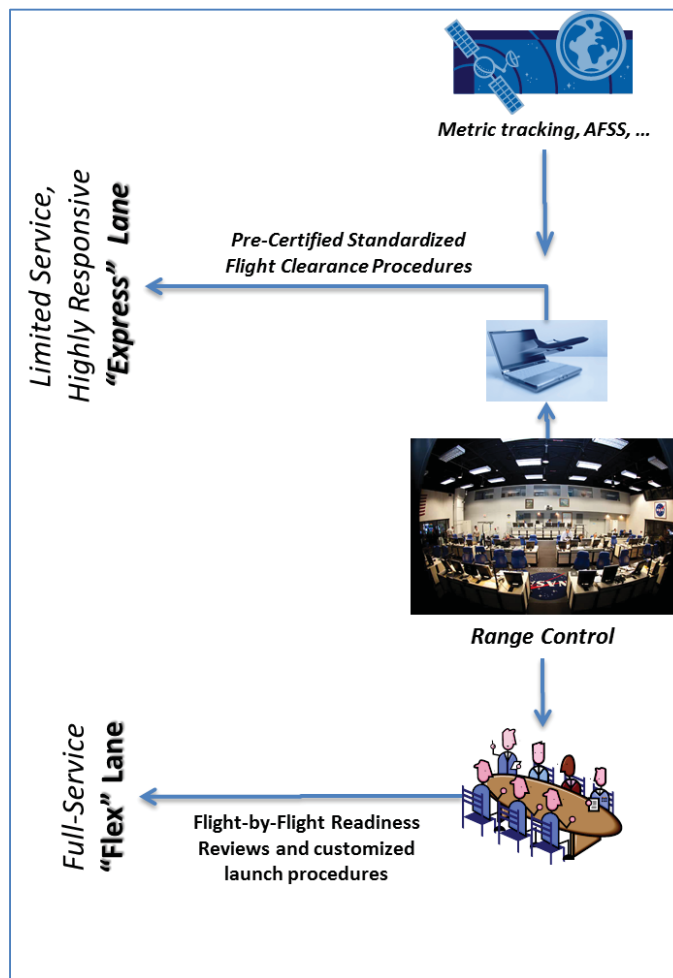 Metric tracking, AFSS, …
Limited Service,
Highly Responsive
“Express” Lane
Pre-Certified Standardized
Flight Clearance Procedures
NASA
Range Control
Full-Service
“Flex” Lane
Flight-by-Flight Readiness
Reviews and customized
launch procedures